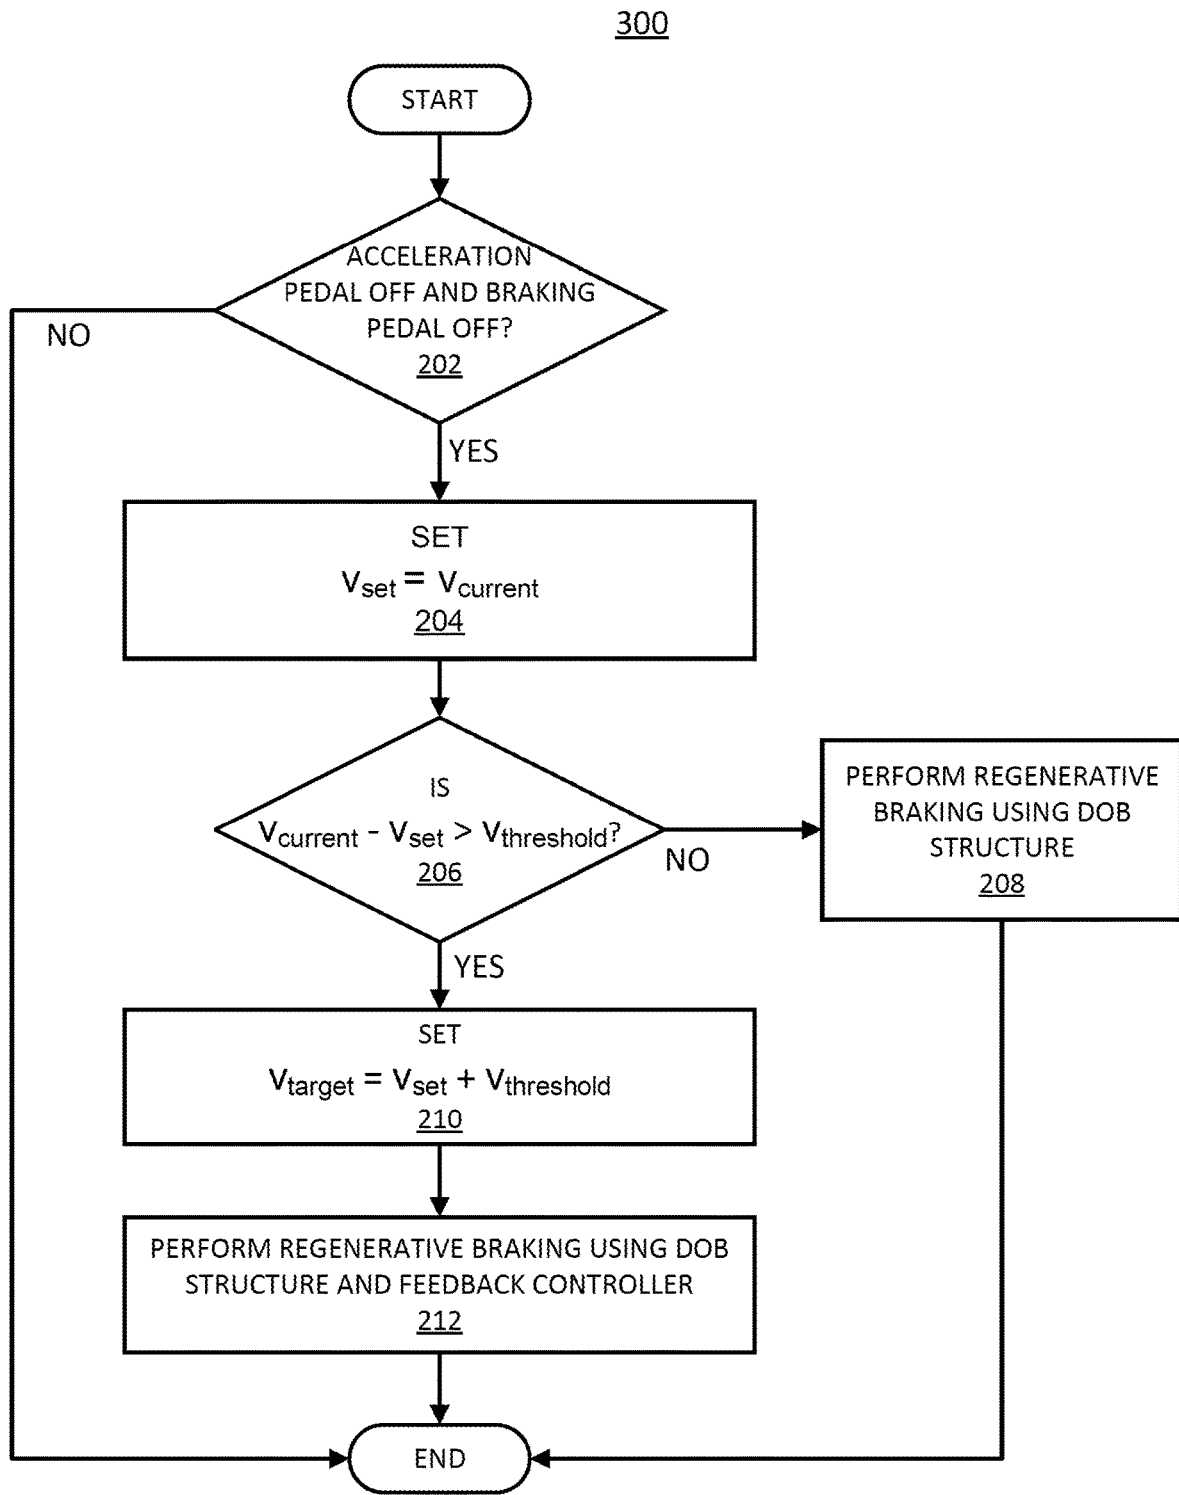 300
START
ACCELERATION
PEDAL OFF AND BRAKING
PEDAL OFF?
202
NO
YES
SET
vset = vcurrent
204
IS
vcurrent - vset > vthreshold?
206
NO
PERFORM REGENERATIVE
BRAKING USING DOB
STRUCTURE
208
YES
SET
vtarget = vset + vthreshold
210
PERFORM REGENERATIVE BRAKING USING DOB
STRUCTURE AND FEEDBACK CONTROLLER
212
END